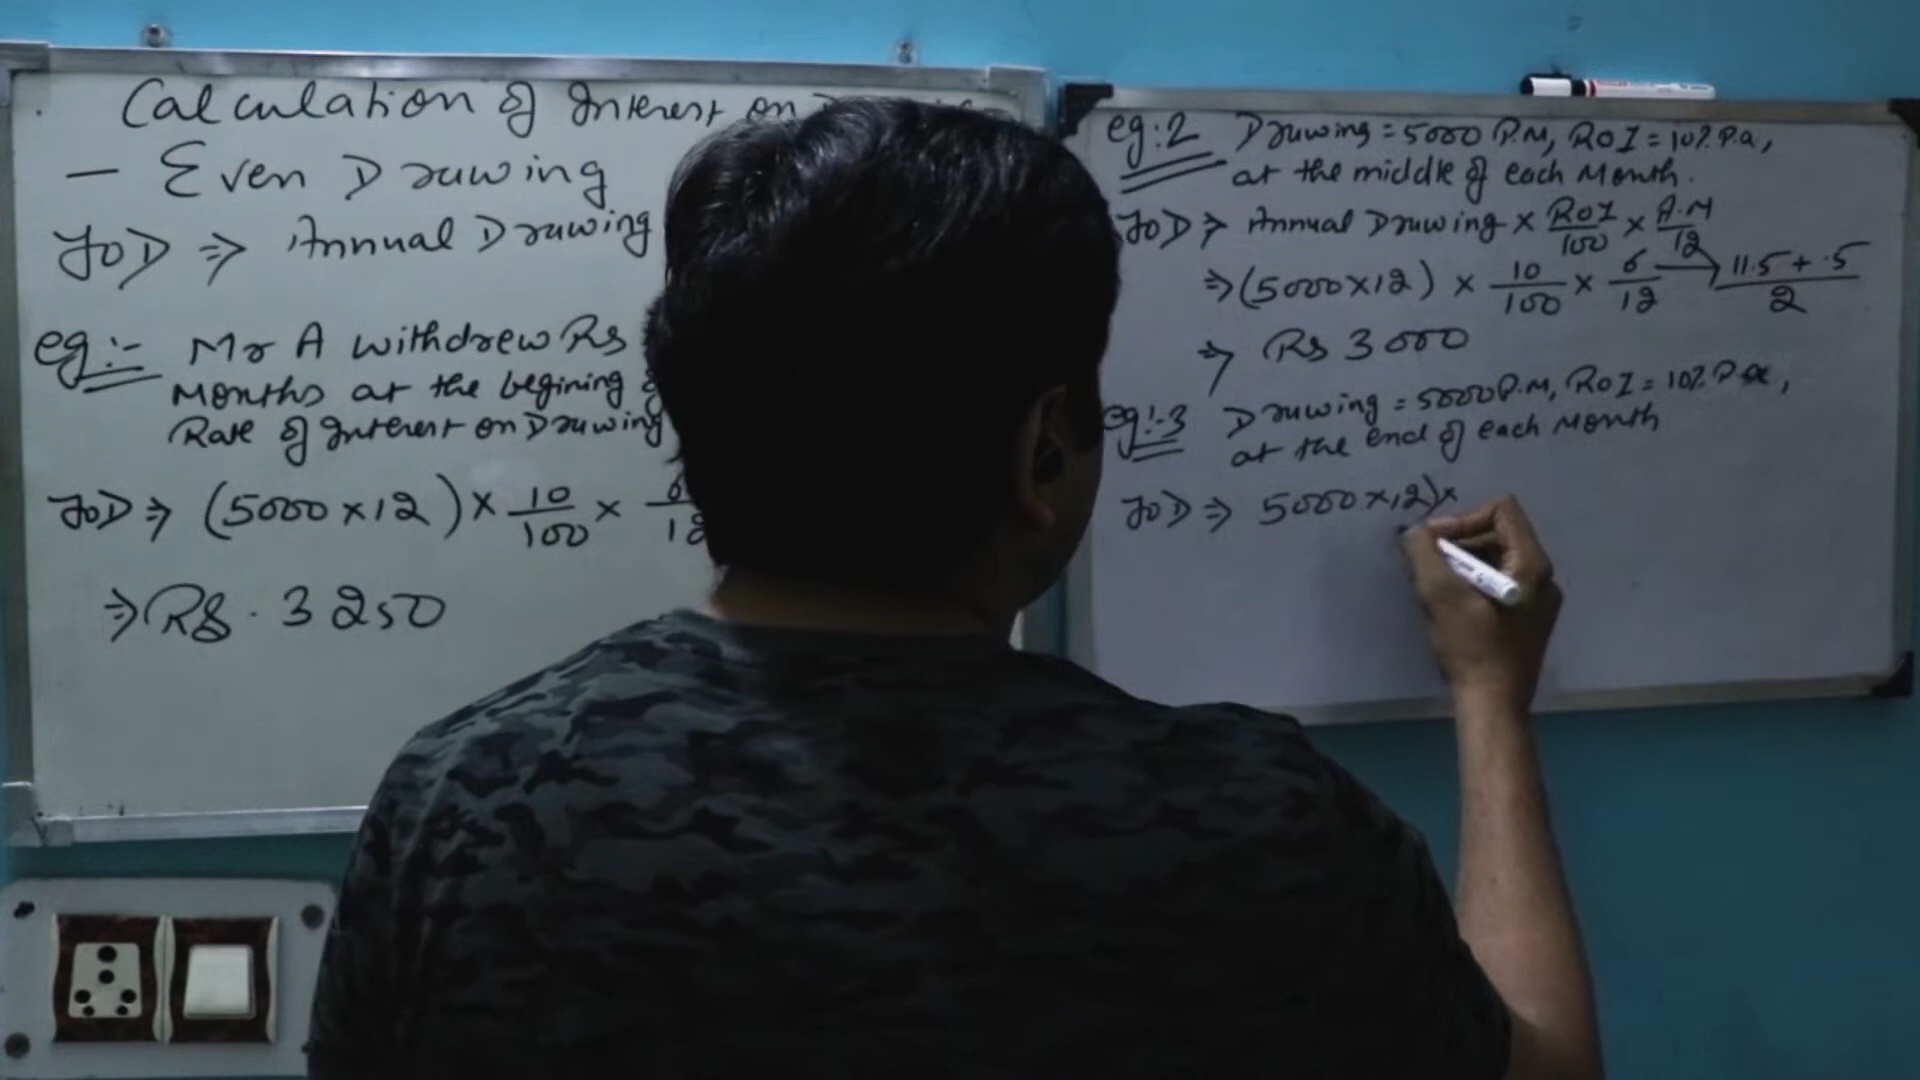 Calculation of Interest on
- Even Drawing
IOD ⇒ Annual Drawing
eg:- Mr A withdrew Rs
Months at the begining
Rate of Interest on Drawing
IOD ⇒ (5000×12) × 10/100 × 6
12
⇒ Rs. 3250
eg:2 Drawing = 5000 P.M, ROI = 10% P.a,
at the middle of each Month.
IOD ⇒ Annual Drawing × ROI/100 × A.M/12
⇒ (5000×12) × 10/100 × 6/12 → 11.5+.5/2
⇒ Rs 3000
eg:-3 Drawing = 5000 P.M, ROI = 10% P.a,
at the end of each Month
IOD ⇒ 5000×12)×